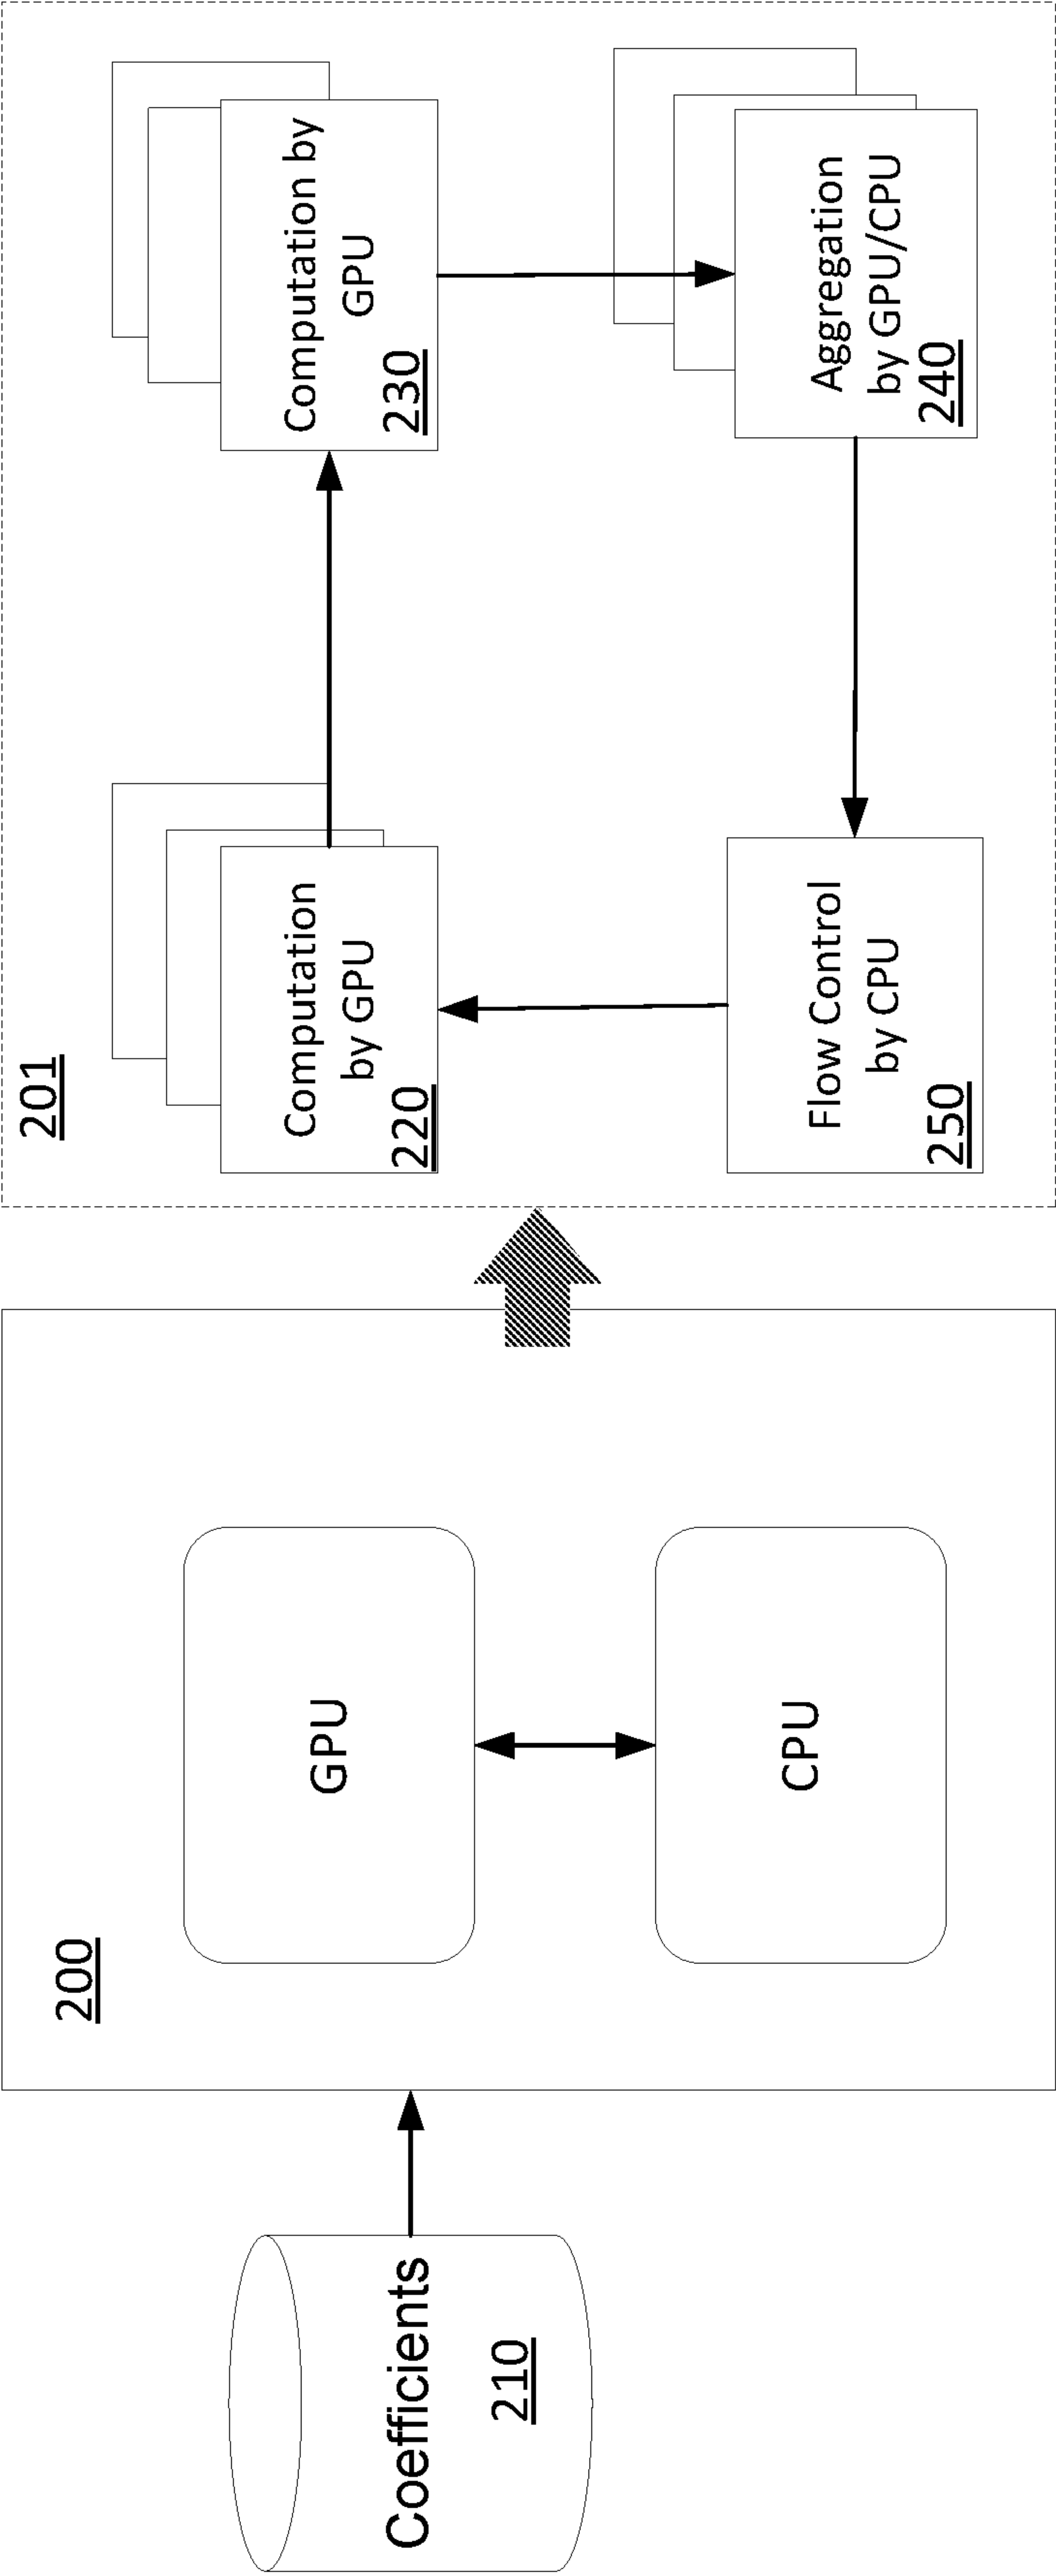 Coefficients
210
200
GPU
CPU
201
Computation
by GPU
220
Computation by
GPU
230
Aggregation
by GPU/CPU
240
Flow Control
by CPU
250